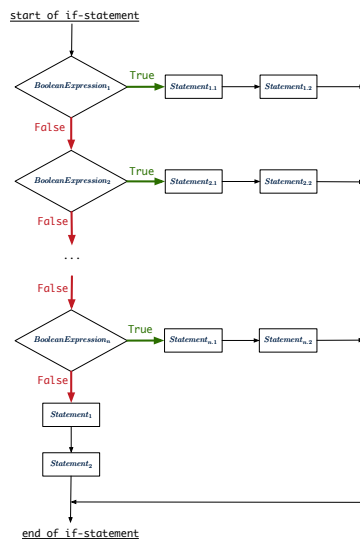 start of if-statement
BooleanExpression₁ True Statement₁.₁ Statement₁.₂
False
BooleanExpression₂ True Statement₂.₁ Statement₂.₂
False
...
False
BooleanExpressionₙ True Statementₙ.₁ Statementₙ.₂
False
Statement₁
Statement₂
end of if-statement